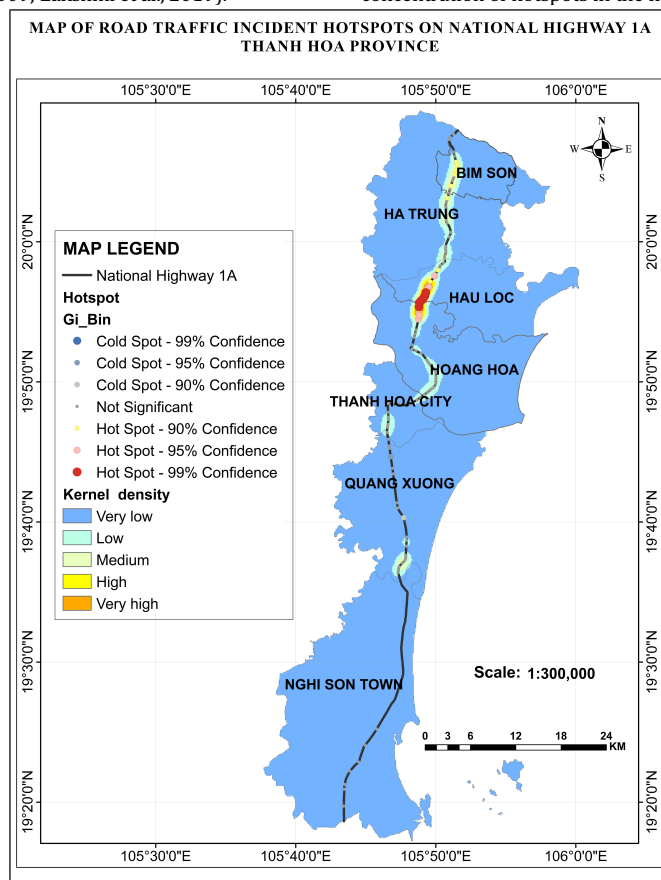 MAP OF ROAD TRAFFIC INCIDENT HOTSPOTS ON NATIONAL HIGHWAY 1A
THANH HOA PROVINCE
105°30'0"E 105°40'0"E 105°50'0"E 106°0'0"E
N
W E
S
BIM SON
HA TRUNG
20°0'0"N 20°0'0"N
MAP LEGEND
National Highway 1A
Hotspot
Gi_Bin
Cold Spot - 99% Confidence
Cold Spot - 95% Confidence
Cold Spot - 90% Confidence
Not Significant
Hot Spot - 90% Confidence
Hot Spot - 95% Confidence
Hot Spot - 99% Confidence
Kernel density
Very low
Low
Medium
High
Very high
HAU LOC
19°50'0"N 19°50'0"N
HOANG HOA
THANH HOA CITY
QUANG XUONG
19°40'0"N 19°40'0"N
19°30'0"N 19°30'0"N
Scale: 1:300,000
NGHI SON TOWN
0 3 6 12 18 24
KM
19°20'0"N 19°20'0"N
105°30'0"E 105°40'0"E 105°50'0"E 106°0'0"E